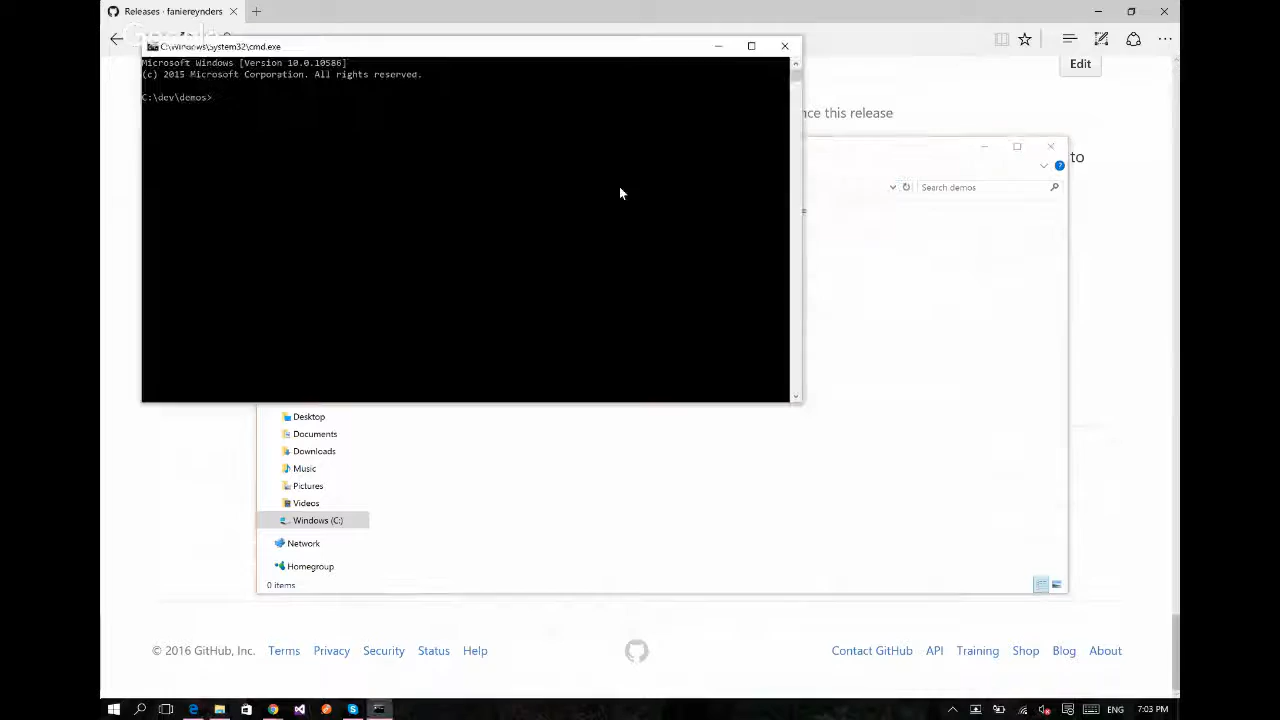 Releases · faniereynders
C:\Windows\System32\cmd.exe
Microsoft Windows [Version 10.0.10586]
(c) 2015 Microsoft Corporation. All rights reserved.
C:\dev\demos>
Edit
nce this release
to
Search demos
Desktop
Documents
Downloads
Music
Pictures
Videos
Windows (C:)
Network
Homegroup
0 items
© 2016 GitHub, Inc. Terms Privacy Security Status Help
Contact GitHub API Training Shop Blog About
ENG
7:03 PM